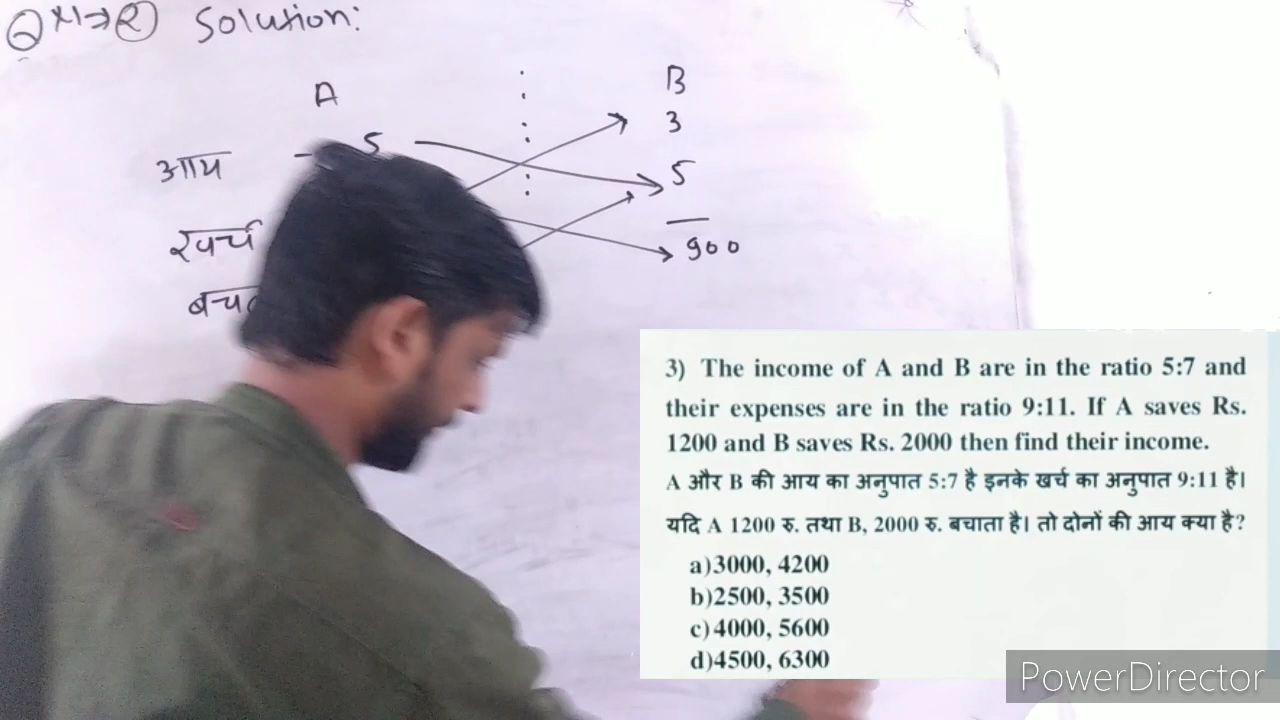 Solution:
A
B
3
आय
5
5
खर्च
900
3) The income of A and B are in the ratio 5:7 and
their expenses are in the ratio 9:11. If A saves Rs.
1200 and B saves Rs. 2000 then find their income.
A और B की आय का अनुपात 5:7 है इनके खर्च का अनुपात 9:11 है।
यदि A 1200 रु. तथा B, 2000 रु. बचाता है। तो दोनों की आय क्या है?
a)3000, 4200
b)2500, 3500
c)4000, 5600
d)4500, 6300
PowerDirector